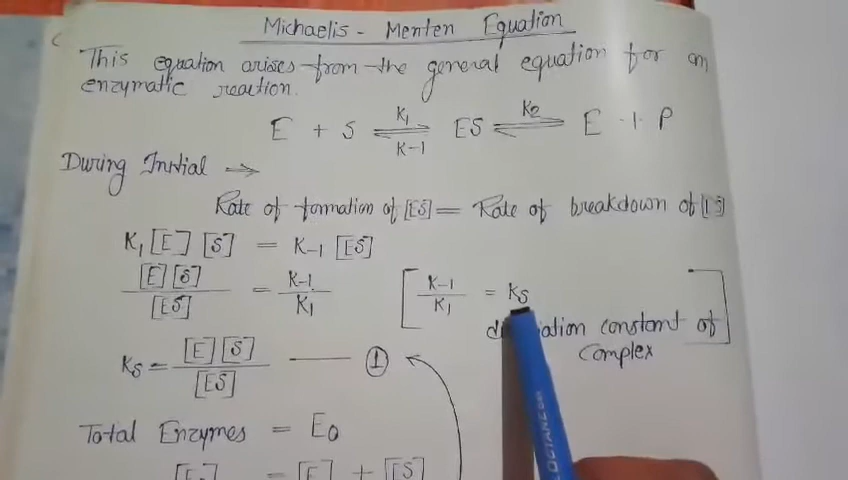 Michaelis - Menten Equation
This equation arises from the general equation for an
enzymatic reaction.
E + S ⇌ ES ⇌ E + P
K1 K-1 K2
During Initial →
Rate of formation of [ES] = Rate of breakdown of [ES]
K1 [E] [S] = K-1 [ES]
[E][S] / [ES] = K-1 / K1 [ K-1 / K1 = KS
constant of
Complex ]
KS = [E][S] / [ES] —— 1
Total Enzymes = E0
= [E] + [ES]
OCTANE